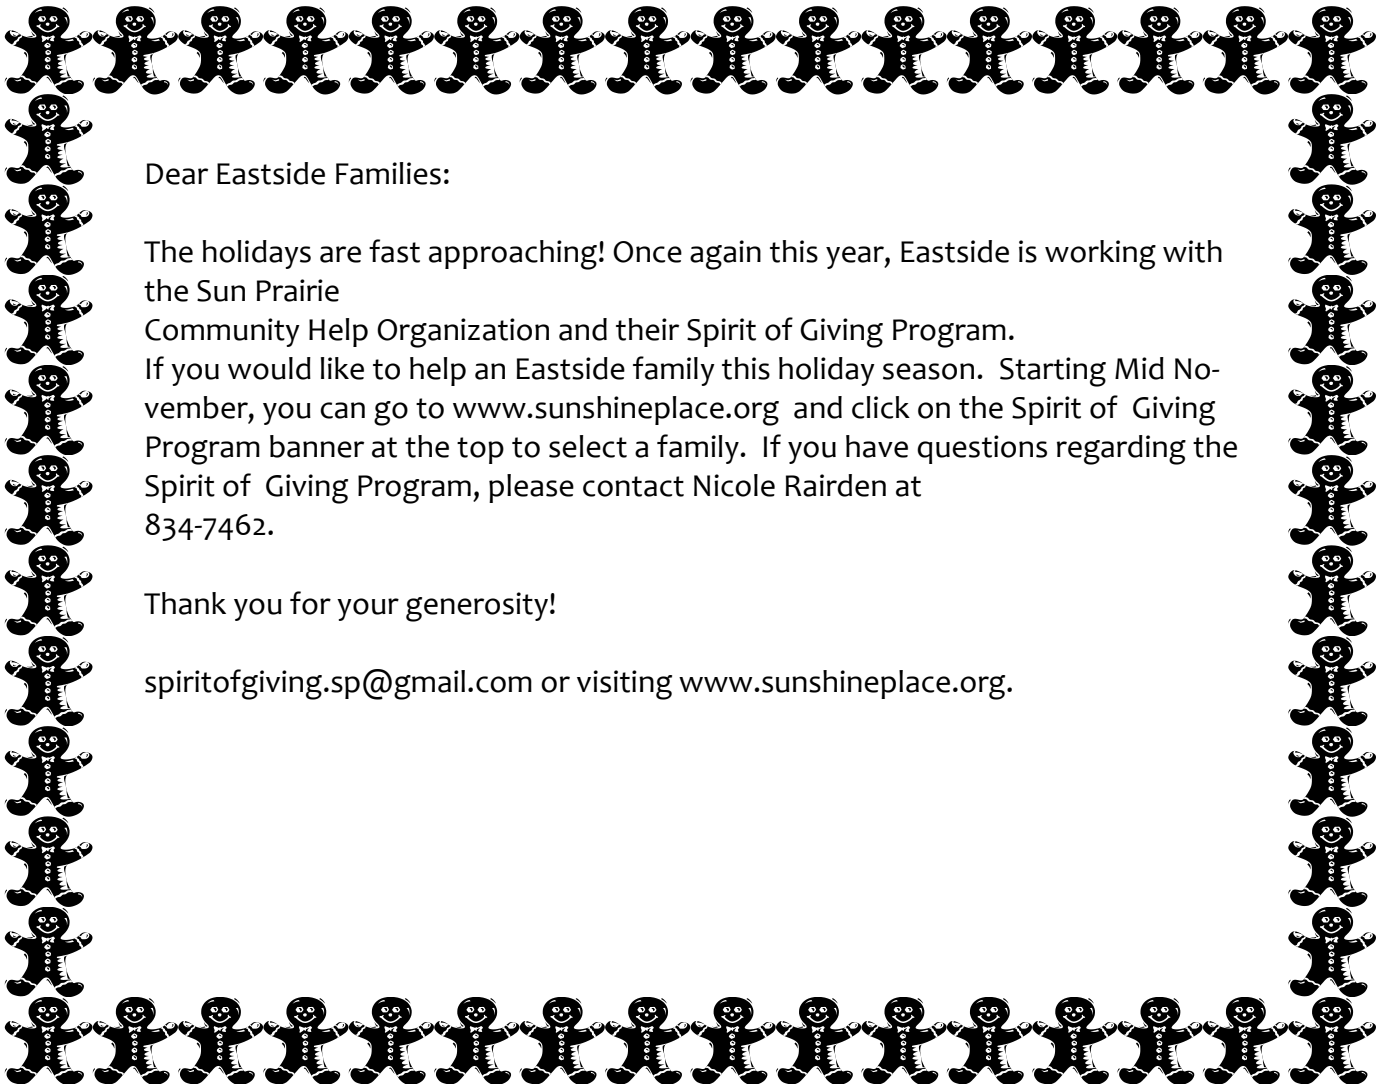 Dear Eastside Families:

The holidays are fast approaching! Once again this year, Eastside is working with
the Sun Prairie
Community Help Organization and their Spirit of Giving Program.
If you would like to help an Eastside family this holiday season.  Starting Mid No-
vember, you can go to www.sunshineplace.org  and click on the Spirit of  Giving
Program banner at the top to select a family.  If you have questions regarding the
Spirit of  Giving Program, please contact Nicole Rairden at
834-7462.

Thank you for your generosity!

spiritofgiving.sp@gmail.com or visiting www.sunshineplace.org.